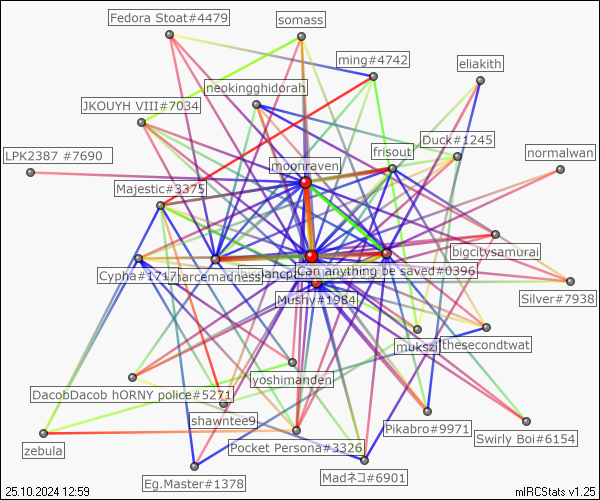 Fedora Stoat#4479
somass
ming#4742
eliakith
neokingghidorah
JKOUYH VIII#7034
Duck#1245
frisout
normalwan
LPK2387 #7690
moonraven
Majestic#3375
bigcitysamurai
Can anything be saved#0396
Cypha#1717
harcemadness
Silver#7938
Mushy#1984
mukszi
thesecondtwat
yoshimanden
DacobDacob hORNY police#5271
shawntee9
Pikabro#9971
Swirly Boi#6154
zebula
Pocket Persona#3326
Madネコ#6901
Eg.Master#1378
25.10.2024 12:59
mIRCStats v1.25